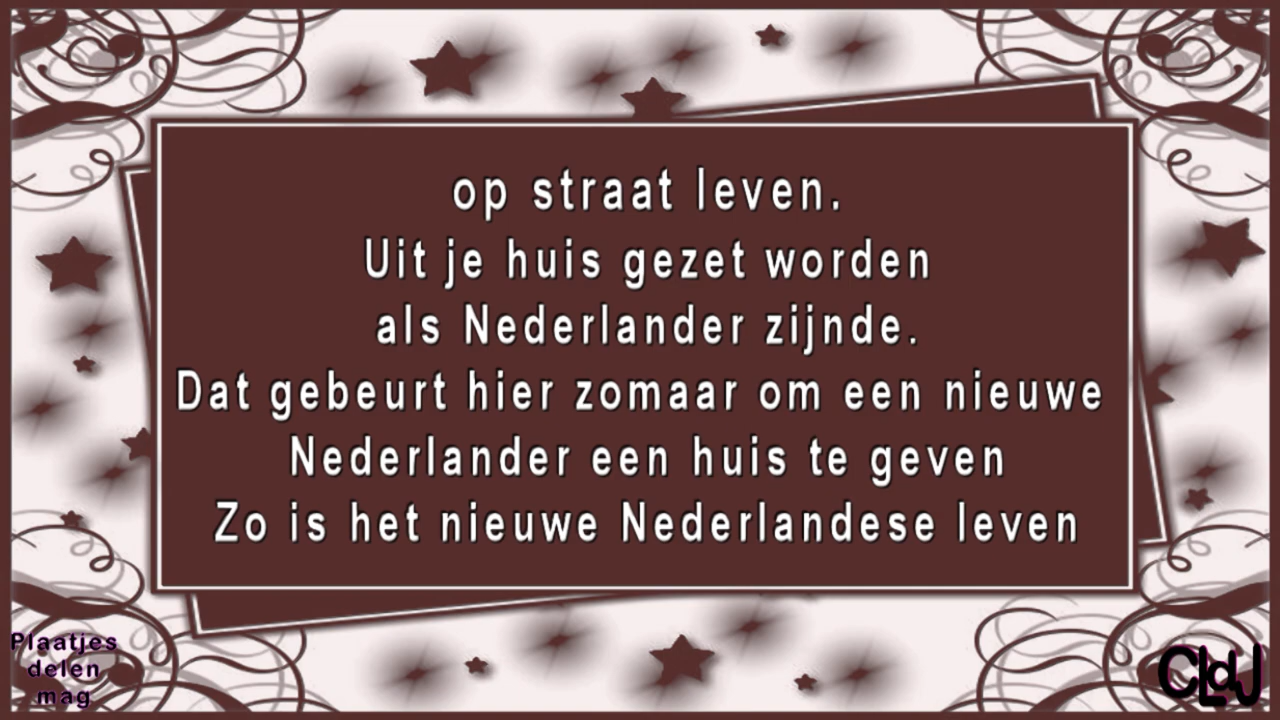 op straat leven.
Uit je huis gezet worden
als Nederlander zijnde.
Dat gebeurt hier zomaar om een nieuwe
Nederlander een huis te geven
Zo is het nieuwe Nederlandese leven
Plaatjes
delen
mag
CLdJ